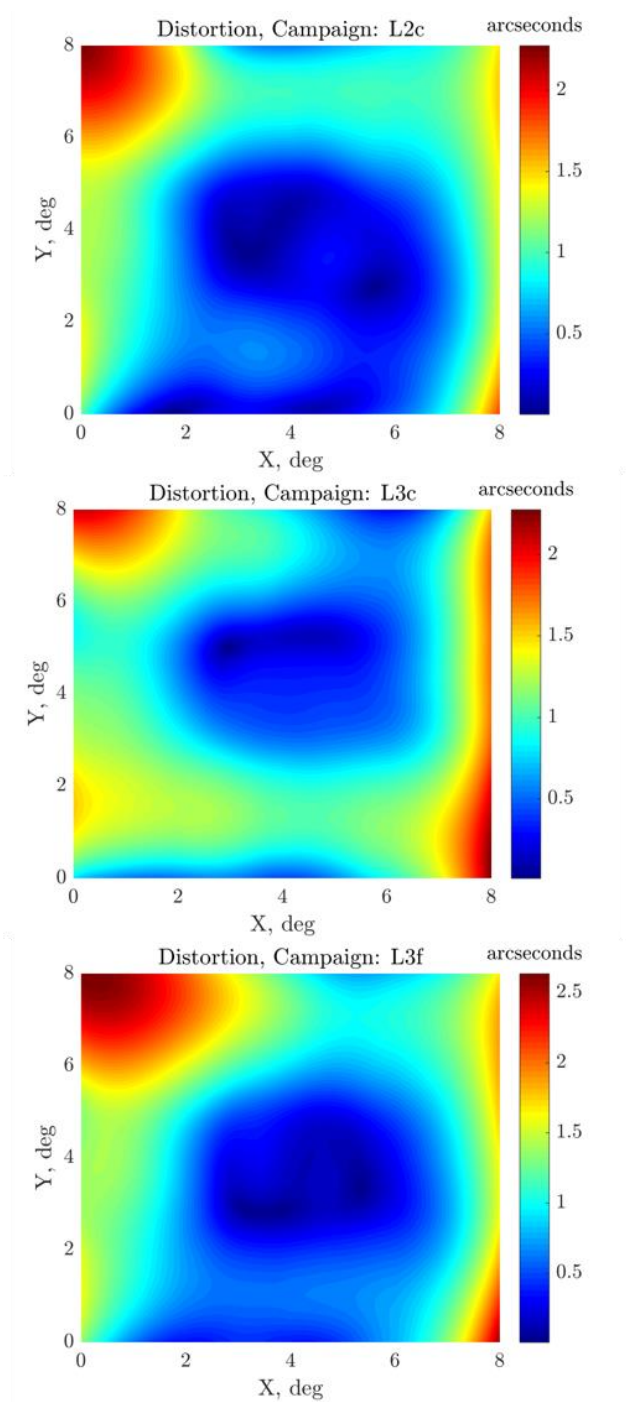 Distortion, Campaign: L2c arcseconds
8
6
4
2
0
Y, deg
0 2 4 6 8
X, deg
2
1.5
1
0.5
Distortion, Campaign: L3c arcseconds
8
6
4
2
0
Y, deg
0 2 4 6 8
X, deg
2
1.5
1
0.5
Distortion, Campaign: L3f arcseconds
8
6
4
2
0
Y, deg
0 2 4 6 8
X, deg
2.5
2
1.5
1
0.5